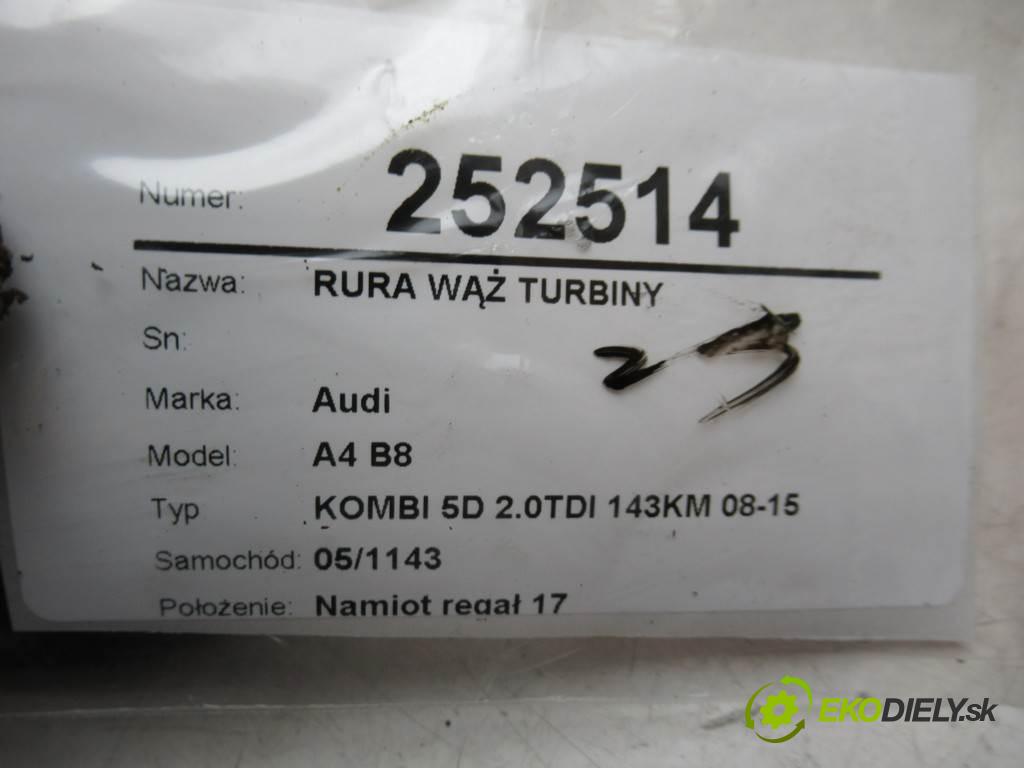 Numer: 252514
Nazwa: RURA WĄŻ TURBINY
Sn:
25
Marka: Audi
Model: A4 B8
Typ KOMBI 5D 2.0TDI 143KM 08-15
Samochód: 05/1143
Położenie: Namiot regał 17
EKODIELY.sk